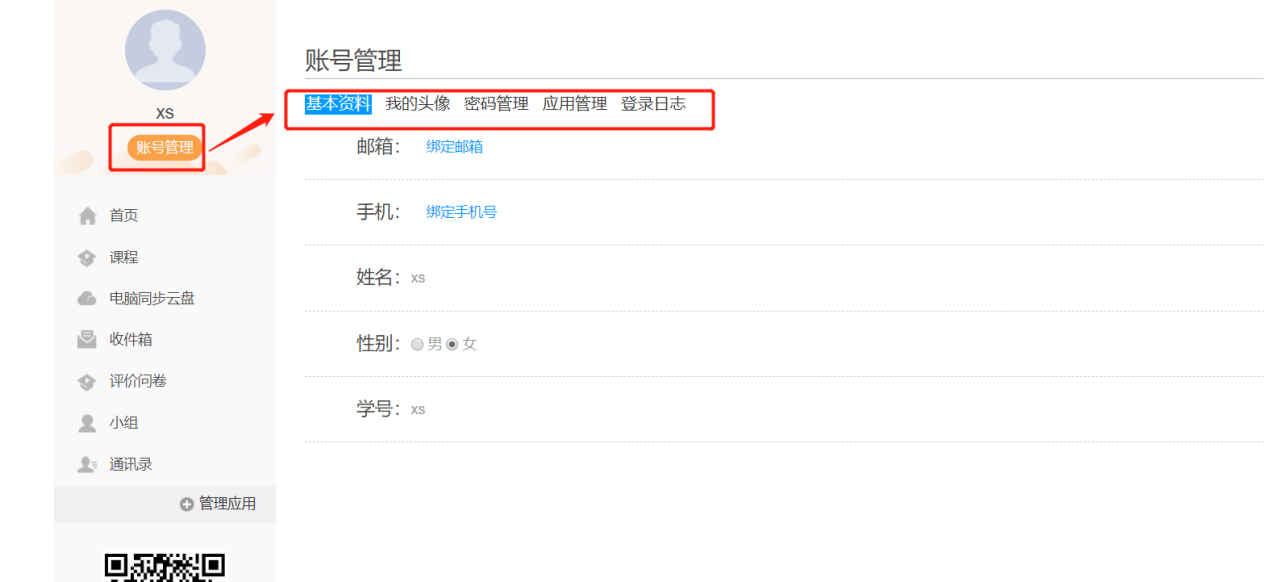 xs
账号管理
首页
课程
电脑同步云盘
收件箱
评价问卷
小组
通讯录
管理应用
账号管理
基本资料 我的头像 密码管理 应用管理 登录日志
邮箱: 绑定邮箱
手机: 绑定手机号
姓名: xs
性别: 男 女
学号: xs